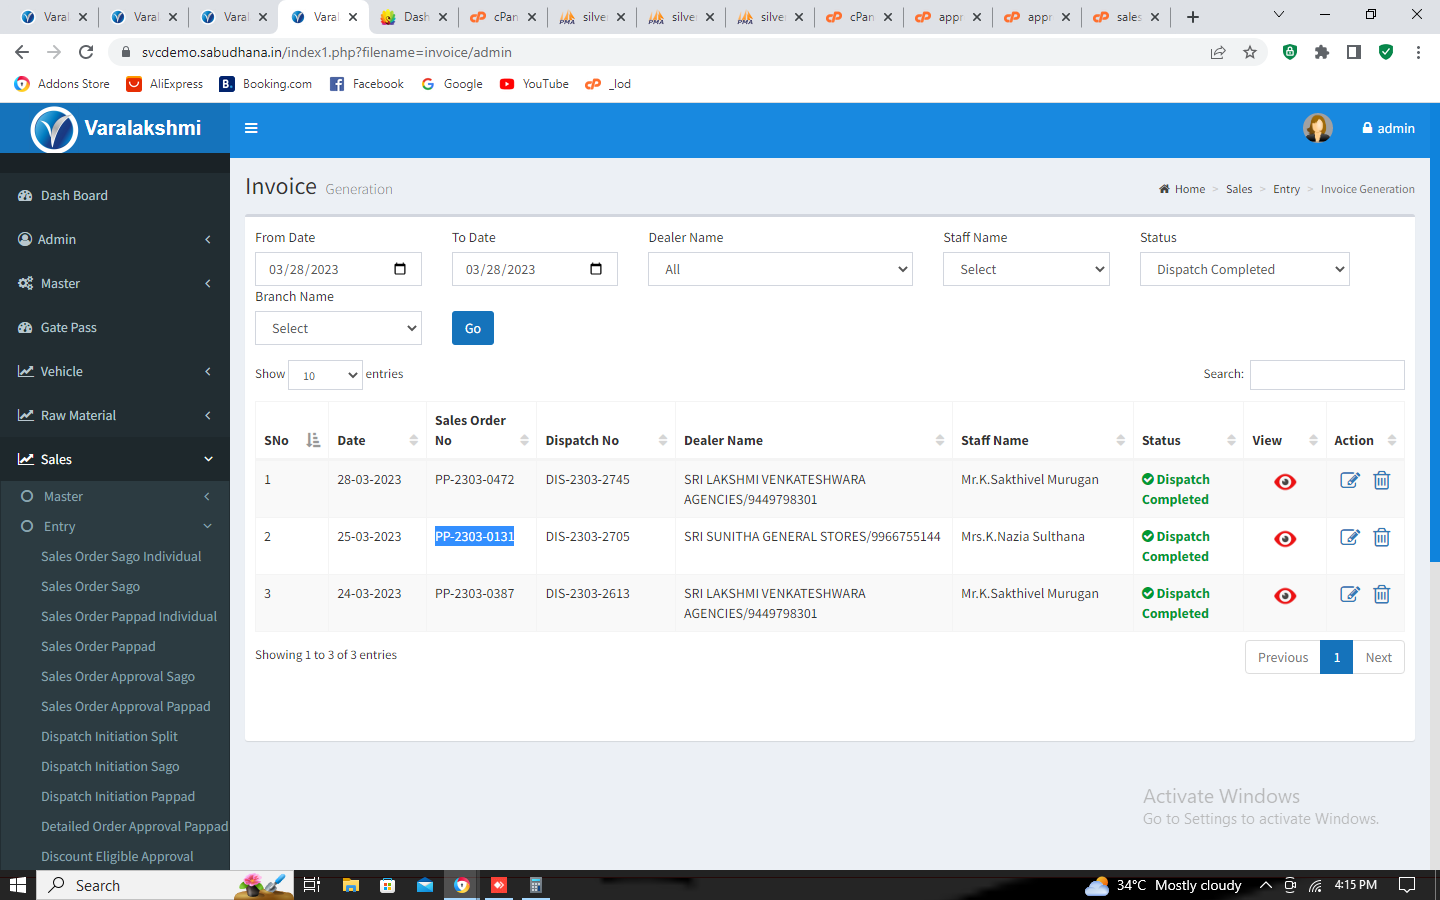 Varal
Varal
Varal
Varal
Dash
cPan
silver
silver
silver
cPan
appr
appr
sales
svcdemo.sabudhana.in/index1.php?filename=invoice/admin
Addons Store
AliExpress
Booking.com
Facebook
Google
YouTube
_lod
Varalakshmi
admin
Dash Board
Admin
Master
Gate Pass
Vehicle
Raw Material
Sales
Master
Entry
Sales Order Sago Individual
Sales Order Sago
Sales Order Pappad Individual
Sales Order Pappad
Sales Order Approval Sago
Sales Order Approval Pappad
Dispatch Initiation Split
Dispatch Initiation Sago
Dispatch Initiation Pappad
Detailed Order Approval Pappad
Discount Eligible Approval
Invoice Generation
Home > Sales > Entry > Invoice Generation
From Date To Date Dealer Name Staff Name Status
03/28/2023 03/28/2023 All Select Dispatch Completed
Branch Name
Select Go
Show 10 entries Search:
Sales Order
SNo Date No Dispatch No Dealer Name Staff Name Status View Action
1 28-03-2023 PP-2303-0472 DIS-2303-2745 SRI LAKSHMI VENKATESHWARA Mr.K.Sakthivel Murugan Dispatch
AGENCIES/9449798301 Completed
2 25-03-2023 PP-2303-0131 DIS-2303-2705 SRI SUNITHA GENERAL STORES/9966755144 Mrs.K.Nazia Sulthana Dispatch
Completed
3 24-03-2023 PP-2303-0387 DIS-2303-2613 SRI LAKSHMI VENKATESHWARA Mr.K.Sakthivel Murugan Dispatch
AGENCIES/9449798301 Completed
Showing 1 to 3 of 3 entries Previous 1 Next
Activate Windows
Go to Settings to activate Windows.
Search
34°C Mostly cloudy 4:15 PM